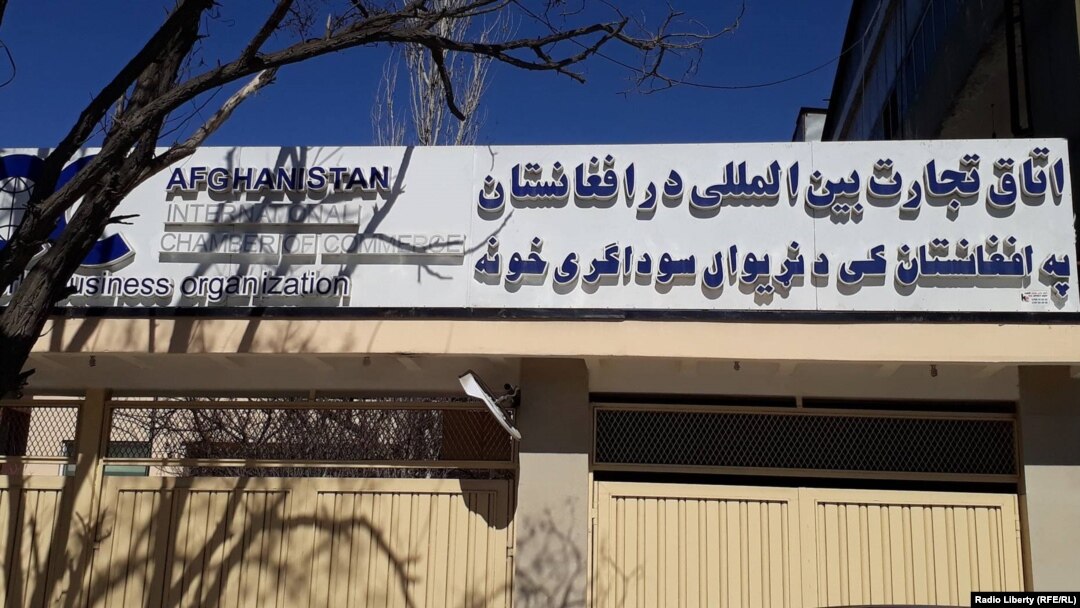 AFGHANISTAN
INTERNATIONAL
CHAMBER OF COMMERCE
business organization
اتاق تجارت بین المللی در افغانستان
په افغانستان کی د نړیوال سوداګری خونه
Radio Liberty (RFE/RL)